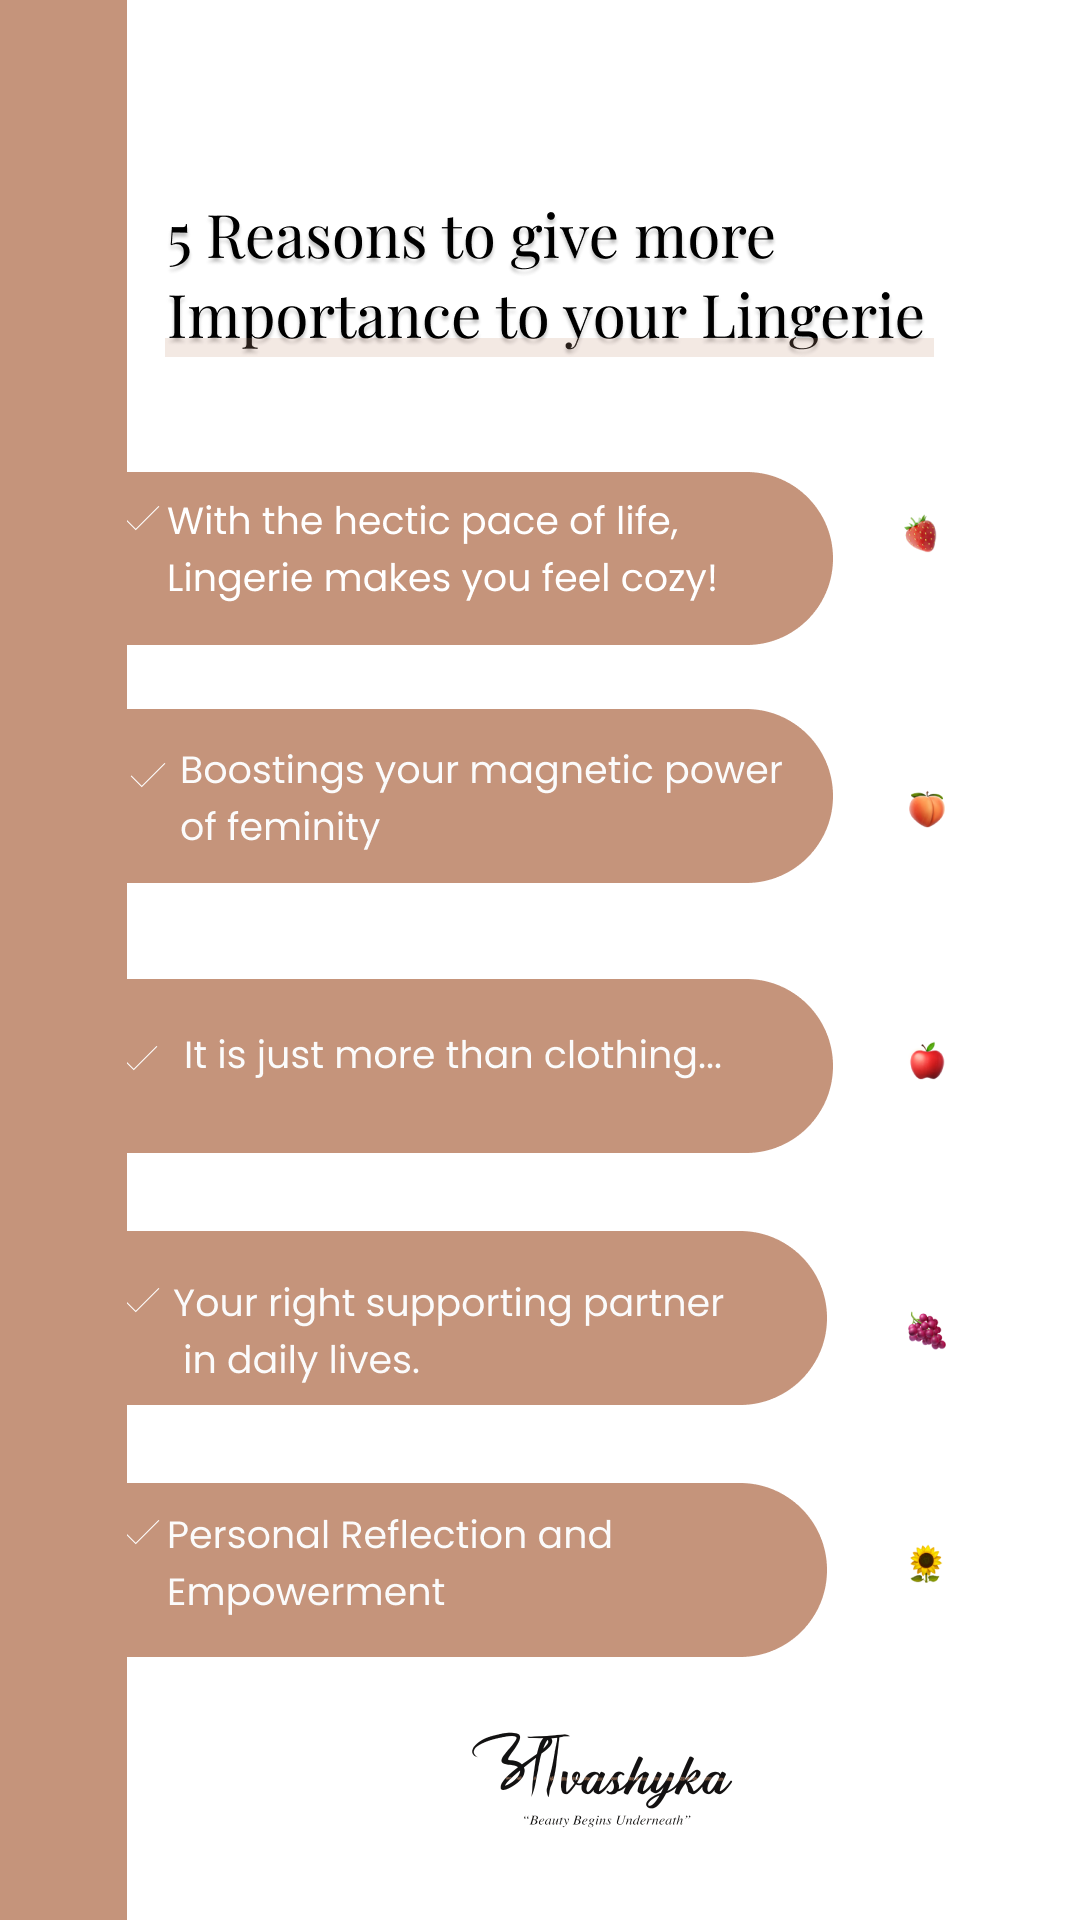 5 Reasons to give more
Importance to your Lingerie
With the hectic pace of life,
Lingerie makes you feel cozy!
Boostings your magnetic power
of feminity
It is just more than clothing...
Your right supporting partner
in daily lives.
Personal Reflection and
Empowerment
आvashyka
“Beauty Begins Underneath”